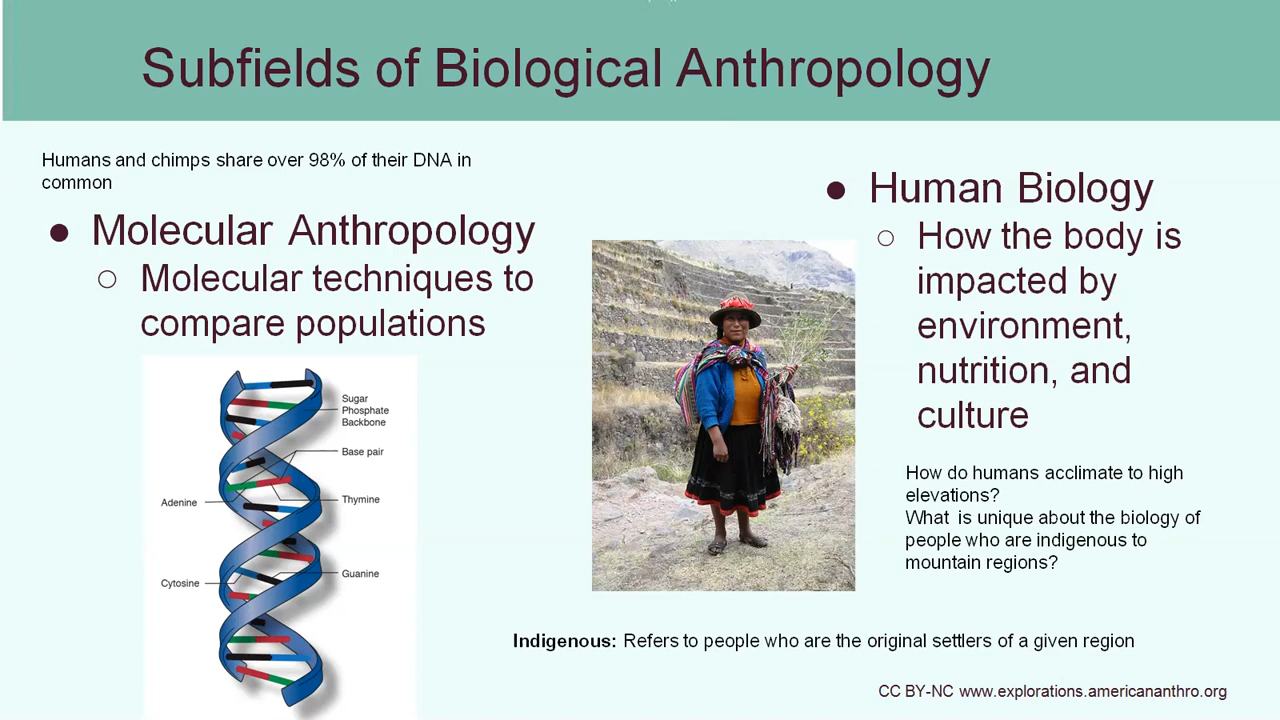 Subfields of Biological Anthropology
Humans and chimps share over 98% of their DNA in
common
● Molecular Anthropology
○ Molecular techniques to
compare populations
Sugar
Phosphate
Backbone
Base pair
Adenine
Thymine
Cytosine
Guanine
● Human Biology
○ How the body is
impacted by
environment,
nutrition, and
culture
How do humans acclimate to high
elevations?
What is unique about the biology of
people who are indigenous to
mountain regions?
Indigenous: Refers to people who are the original settlers of a given region
CC BY-NC www.explorations.americananthro.org